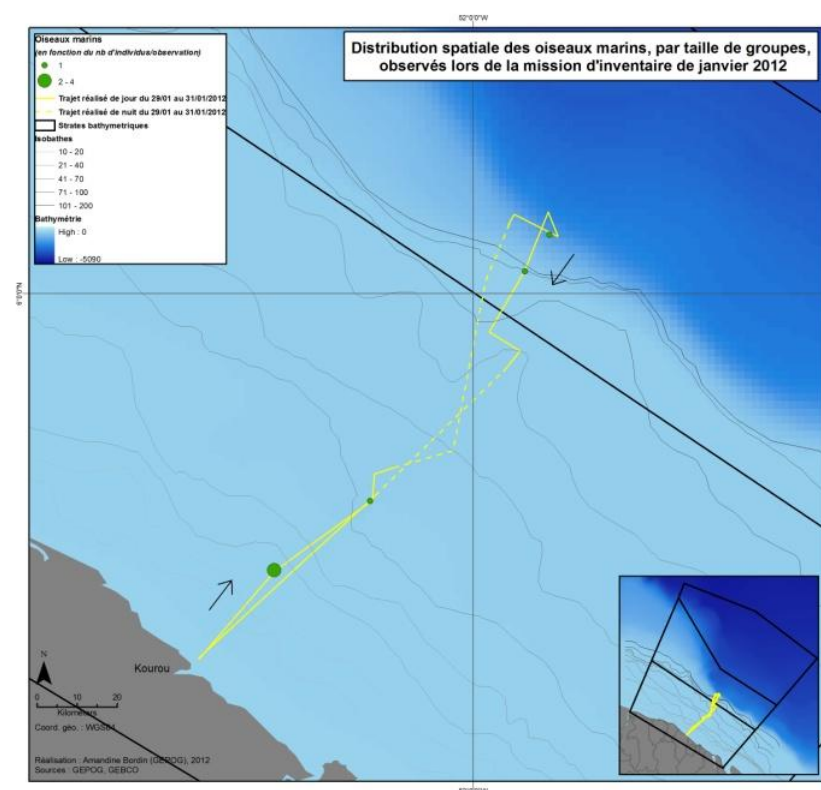 52°0'0"W
Distribution spatiale des oiseaux marins, par taille de groupes,
observés lors de la mission d'inventaire de janvier 2012
Oiseaux marins
(en fonction du nb d'individus/observation)
1
2 - 4
Trajet réalisé de jour du 29/01 au 31/01/2012
Trajet réalisé de nuit du 29/01 au 31/01/2012
Strates bathymetriques
Isobathes
10 - 20
21 - 40
41 - 70
71 - 100
101 - 200
Bathymétrie
High : 0
Low : -5090
Kourou
N
0 10 20
Kilometers
Coord. géo. : WGS84
Réalisation : Amandine Bordin (GEPOG), 2012
Sources : GEPOG, GEBCO
52°0'0"W